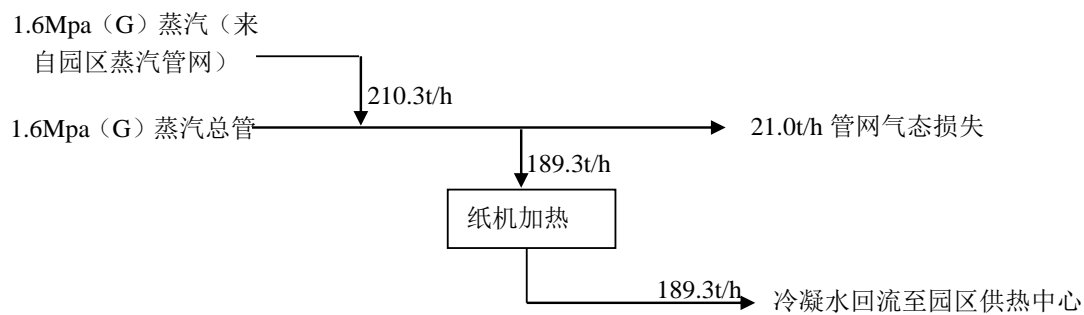 1.6Mpa（G）蒸汽（来
自园区蒸汽管网）
210.3t/h
1.6Mpa（G）蒸汽总管
21.0t/h 管网气态损失
189.3t/h
纸机加热
189.3t/h
冷凝水回流至园区供热中心